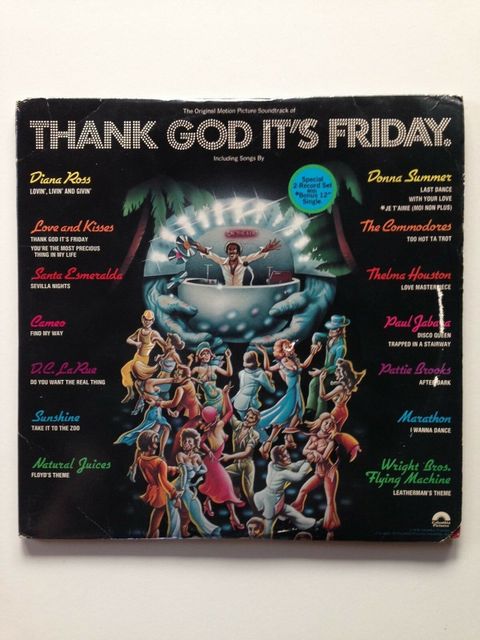 The Original Motion Picture Soundtrack of
THANK GOD IT'S FRIDAY.
Including Songs By
Diana Ross
LOVIN', LIVIN' AND GIVIN'
Love and Kisses
THANK GOD IT'S FRIDAY
YOU'RE THE MOST PRECIOUS
THING IN MY LIFE
Santa Esmeralda
SEVILLA NIGHTS
Cameo
FIND MY WAY
D.C. LaRue
DO YOU WANT THE REAL THING
Sunshine
TAKE IT TO THE ZOO
Natural Juices
FLOYD'S THEME
Special
2 Record Set
with
*Bonus 12"
Single
Donna Summer
LAST DANCE
WITH YOUR LOVE
*JE T'AIME (MOI NON PLUS)
The Commodores
TOO HOT TA TROT
Thelma Houston
LOVE MASTERPIECE
Paul Jabara
DISCO QUEEN
TRAPPED IN A STAIRWAY
Pattie Brooks
AFTER DARK
Marathon
I WANNA DANCE
Wright Bros.
Flying Machine
LEATHERMAN'S THEME
Columbia
Pictures